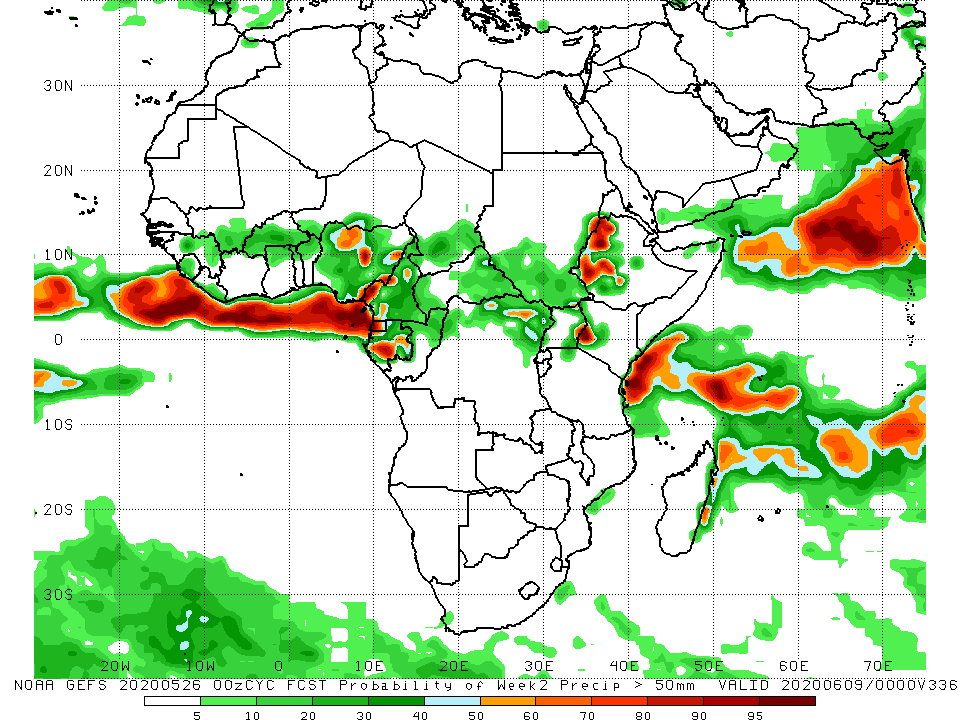 30N
20N
10N
0
10S
20S
30S
20W 10W 0 10E 20E 30E 40E 50E 60E 70E
NOAA GEFS 20200526 00zCYC FCST Probability of Week2 Precip > 50mm VALID 20200609/0000V336
5 10 20 30 40 50 60 70 80 90 95